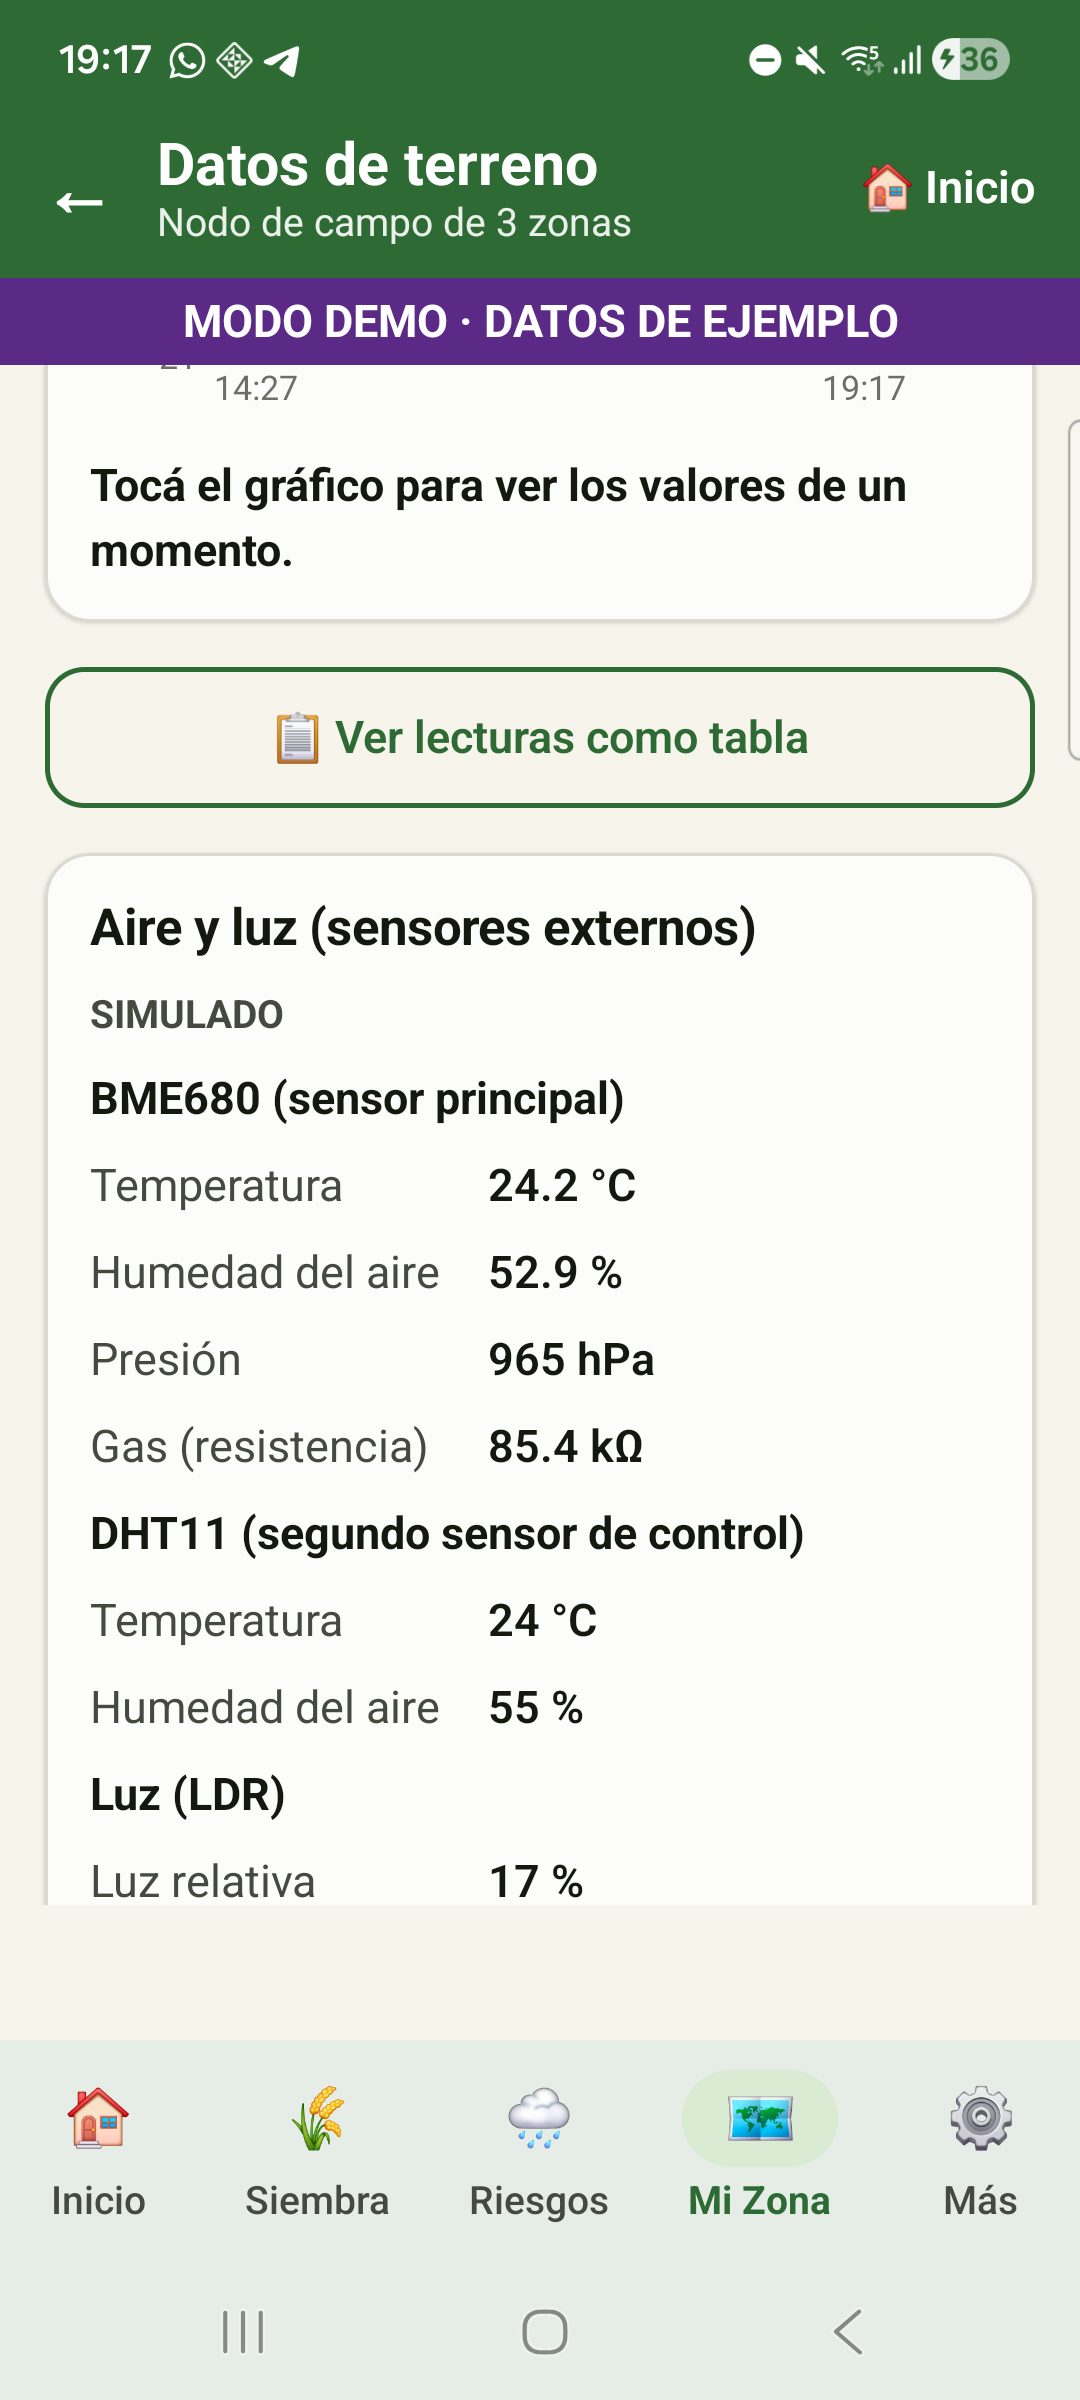 19:17
5
36
Datos de terreno
Nodo de campo de 3 zonas
Inicio
MODO DEMO · DATOS DE EJEMPLO
14:27 19:17
Tocá el gráfico para ver los valores de un
momento.
Ver lecturas como tabla
Aire y luz (sensores externos)
SIMULADO
BME680 (sensor principal)
Temperatura 24.2 °C
Humedad del aire 52.9 %
Presión 965 hPa
Gas (resistencia) 85.4 kΩ
DHT11 (segundo sensor de control)
Temperatura 24 °C
Humedad del aire 55 %
Luz (LDR)
Luz relativa 17 %
Inicio Siembra Riesgos Mi Zona Más